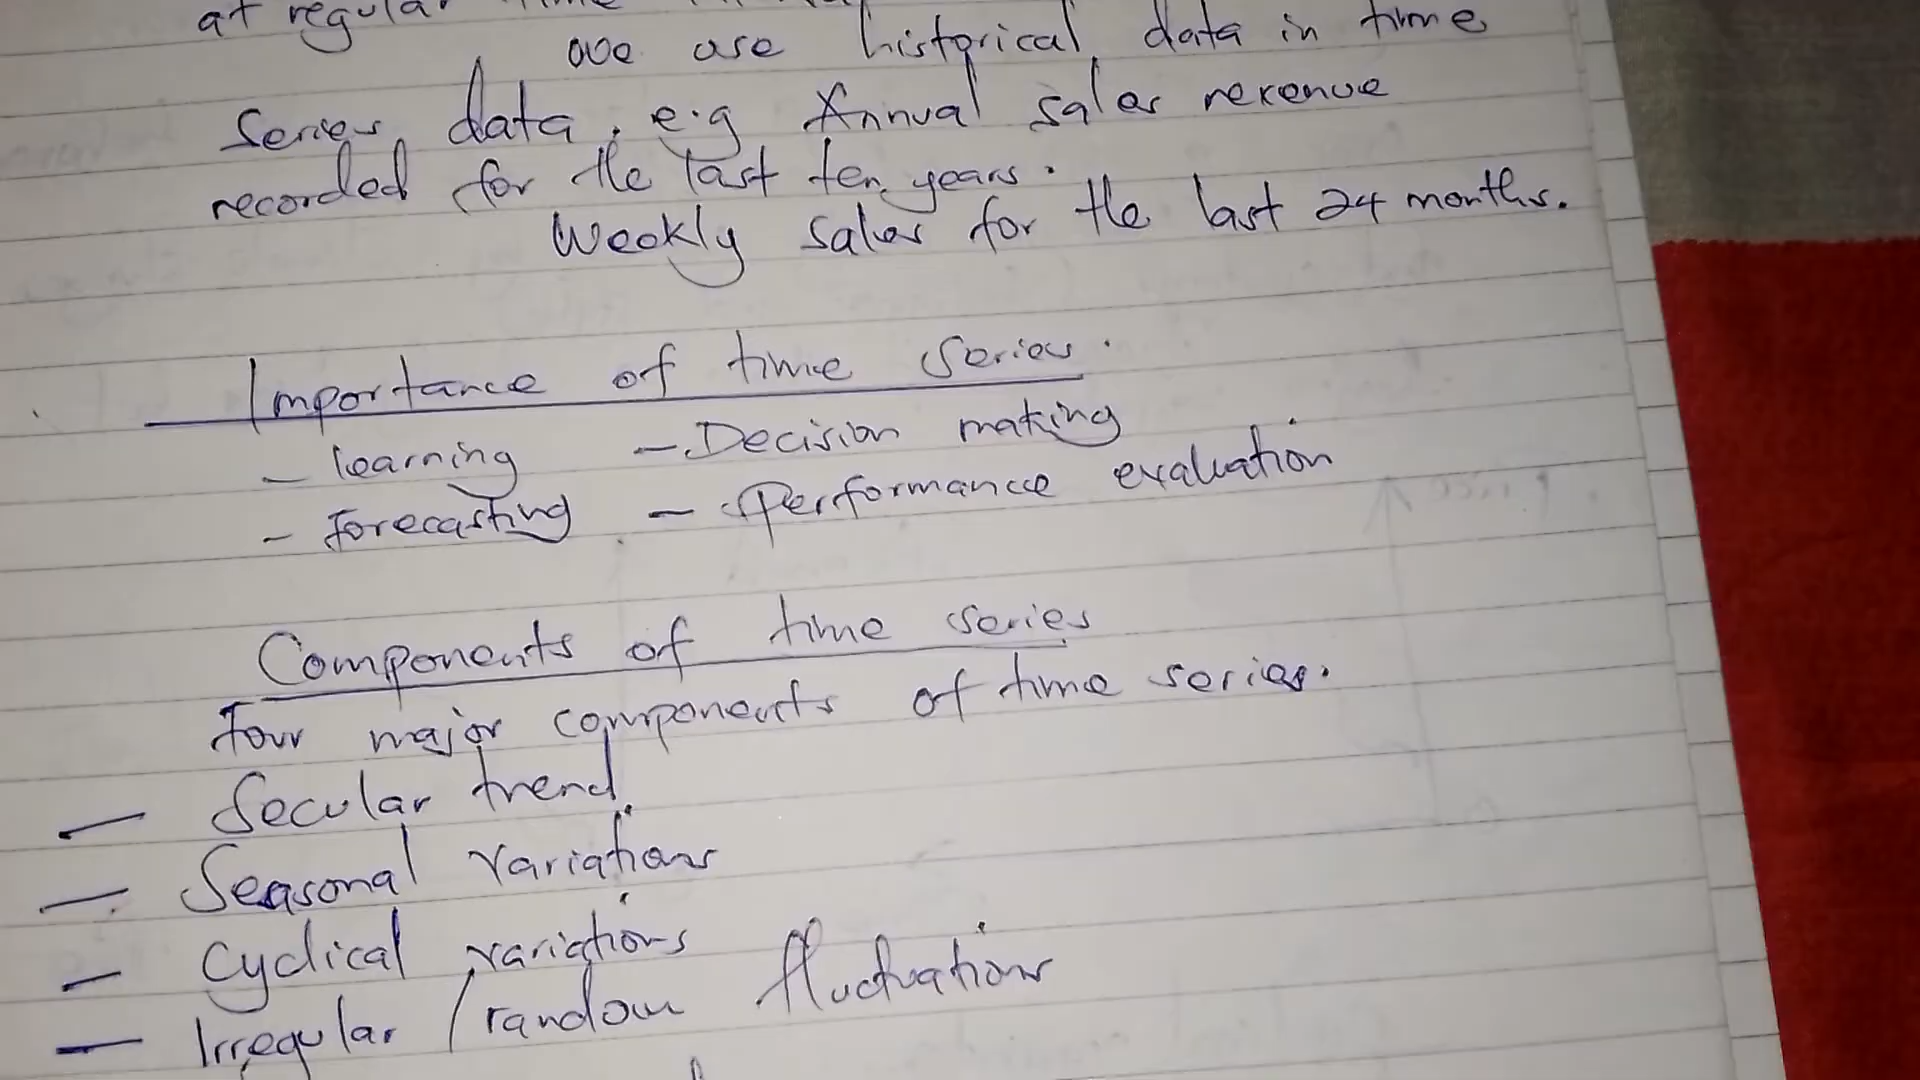 at regular time
we use historical data in time
series data, e.g Annual sales revenue
recorded for the last ten years.
Weekly sales for the last 24 months.
Importance of time series.
- learning - Decision making
- forecasting - Performance evaluation
Components of time series
Four major components of time series.
- Secular trend.
- Seasonal variations
- Cyclical variations
- Irregular / random fluctuations